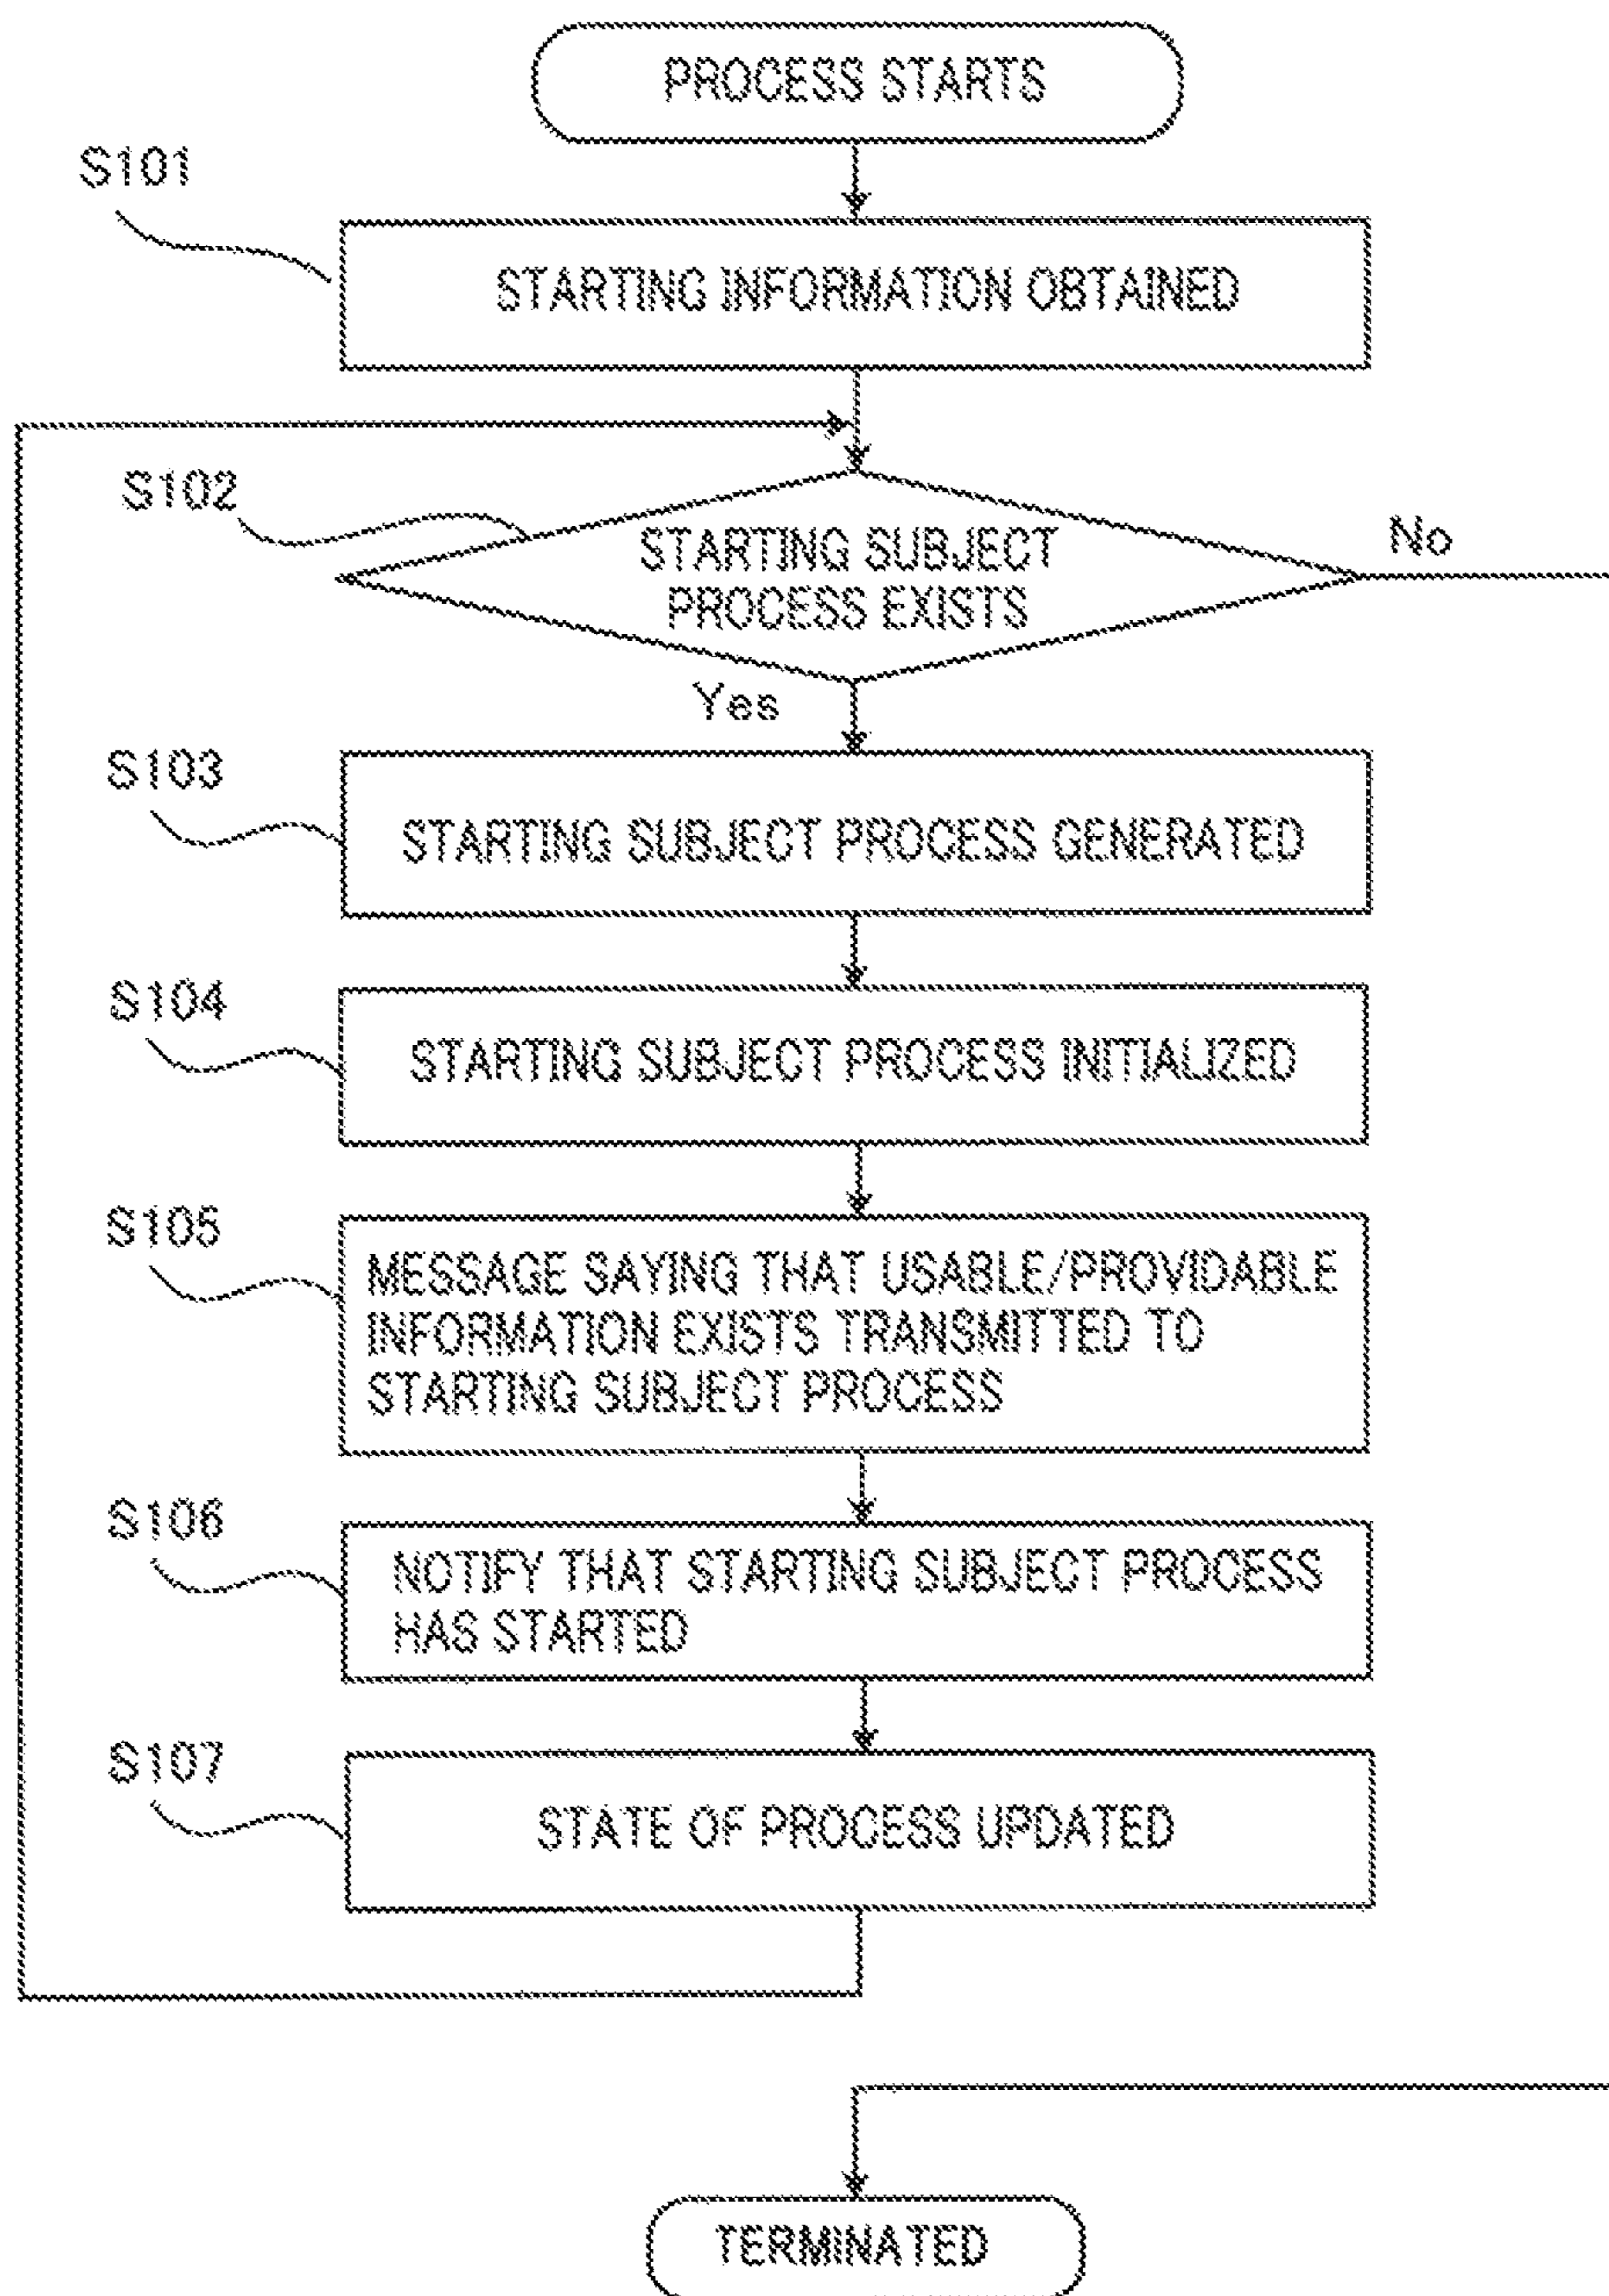 PROCESS STARTS
S101
STARTING INFORMATION OBTAINED
S102
STARTING SUBJECT
PROCESS EXISTS
No
Yes
S103
STARTING SUBJECT PROCESS GENERATED
S104
STARTING SUBJECT PROCESS INITIALIZED
S105
MESSAGE SAYING THAT USABLE/PROVIDABLE
INFORMATION EXISTS TRANSMITTED TO
STARTING SUBJECT PROCESS
S106
NOTIFY THAT STARTING SUBJECT PROCESS
HAS STARTED
S107
STATE OF PROCESS UPDATED
TERMINATED